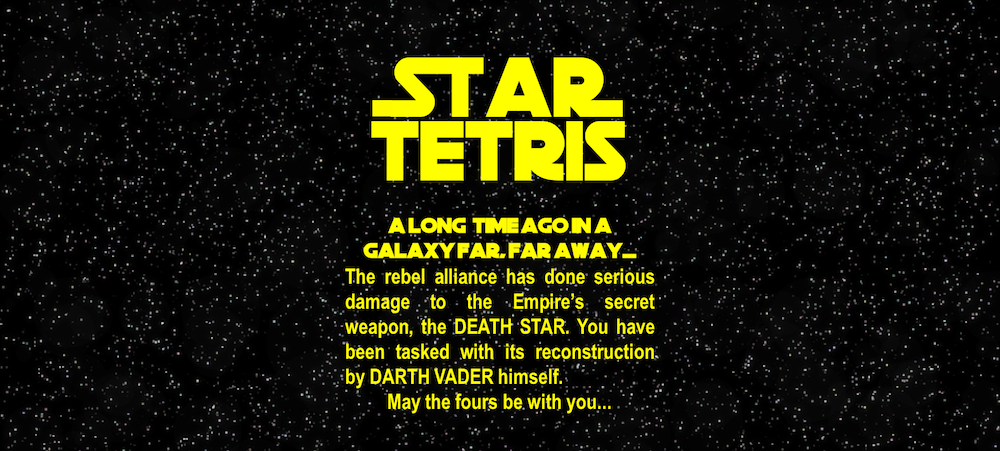 STAR
TETRIS
A LONG TIME AGO IN A
GALAXY FAR, FAR AWAY...
The rebel alliance has done serious
damage to the Empire’s secret
weapon, the DEATH STAR. You have
been tasked with its reconstruction
by DARTH VADER himself.
May the fours be with you...